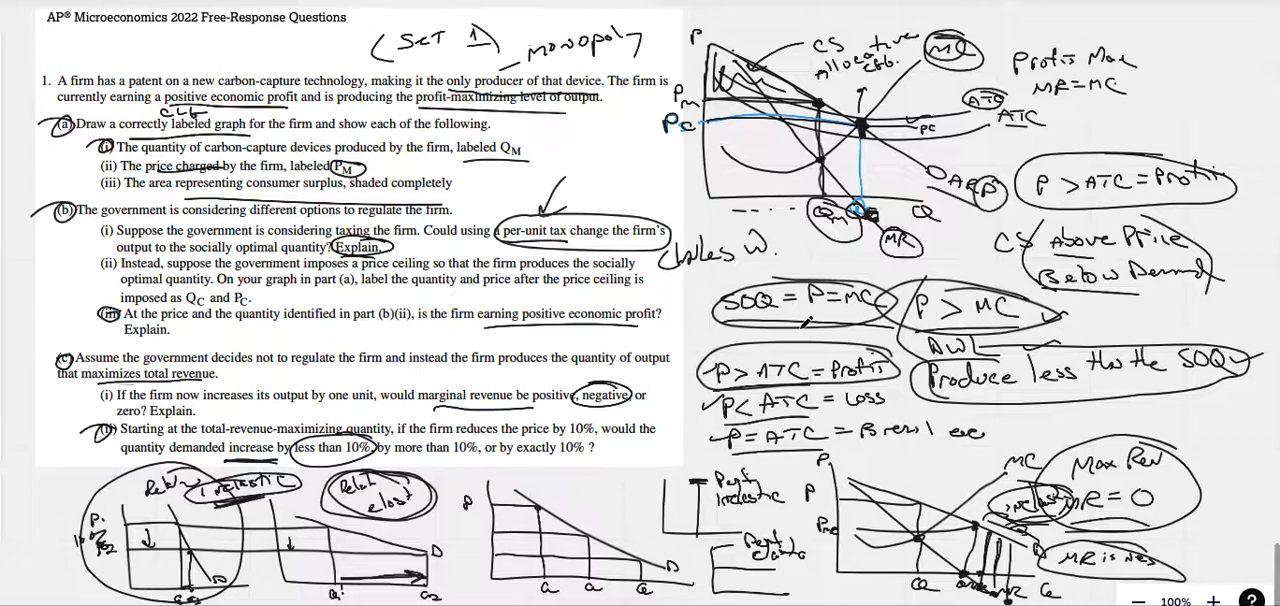 AP® Microeconomics 2022 Free-Response Questions
(SET 1) – MONOPOLY
1. A firm has a patent on a new carbon-capture technology, making it the only producer of that device. The firm is
currently earning a positive economic profit and is producing the profit-maximizing level of output.
CLG
(a) Draw a correctly labeled graph for the firm and show each of the following.
(i) The quantity of carbon-capture devices produced by the firm, labeled QM
(ii) The price charged by the firm, labeled PM
(iii) The area representing consumer surplus, shaded completely
(b) The government is considering different options to regulate the firm.
(i) Suppose the government is considering taxing the firm. Could using a per-unit tax change the firm's
output to the socially optimal quantity? Explain.
(ii) Instead, suppose the government imposes a price ceiling so that the firm produces the socially
optimal quantity. On your graph in part (a), label the quantity and price after the price ceiling is
imposed as QC and PC.
(iii) At the price and the quantity identified in part (b)(ii), is the firm earning positive economic profit?
Explain.
(c) Assume the government decides not to regulate the firm and instead the firm produces the quantity of output
that maximizes total revenue.
(i) If the firm now increases its output by one unit, would marginal revenue be positive, negative, or
zero? Explain.
(ii) Starting at the total-revenue-maximizing quantity, if the firm reduces the price by 10%, would the
quantity demanded increase by less than 10%, by more than 10%, or by exactly 10% ?
P
CS
Allocative
Eff.
MC
Profit Max
MR=MC
PM
PC
ATC
PC
ATC
DARP
QM
Q
MR
P > ATC = Profit
CS
Above Price
Below Demand
Charles W.
SOQ = P=MC
P > MC
DWL
Produce less than the SOQ
P > ATC = Profit
P < ATC = Loss
P = ATC = Break even
inelastic
Relat
elast
P
D
Q1
Q2
P
D
Q
Q
Q
Perf
Inelastic
Perf
Elastic
P
P
MC
inelast
Max Rev
MR = 0
MR is Neg
D
Q
MR
Q
100%